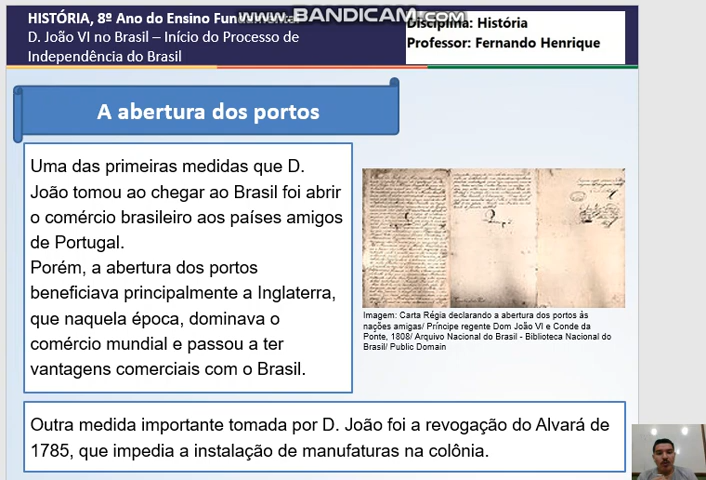 HISTÓRIA, 8º Ano do Ensino Fundamental
WWW.BANDICAM.COM
D. João VI no Brasil – Início do Processo de
Independência do Brasil
Disciplina: História
Professor: Fernando Henrique
A abertura dos portos
Uma das primeiras medidas que D.
João tomou ao chegar ao Brasil foi abrir
o comércio brasileiro aos países amigos
de Portugal.
Porém, a abertura dos portos
beneficiava principalmente a Inglaterra,
que naquela época, dominava o
comércio mundial e passou a ter
vantagens comerciais com o Brasil.
Imagem: Carta Régia declarando a abertura dos portos às
nações amigas/ Príncipe regente Dom João VI e Conde da
Ponte, 1808/ Arquivo Nacional do Brasil - Biblioteca Nacional do
Brasil/ Public Domain
Outra medida importante tomada por D. João foi a revogação do Alvará de
1785, que impedia a instalação de manufaturas na colônia.